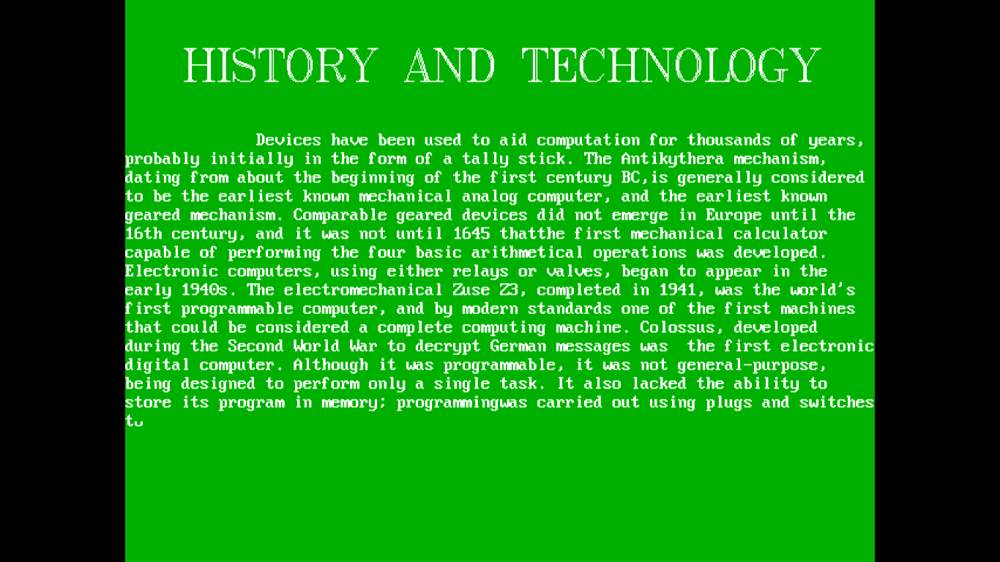 HISTORY AND TECHNOLOGY
Devices have been used to aid computation for thousands of years,
probably initially in the form of a tally stick. The Antikythera mechanism,
dating from about the beginning of the first century BC,is generally considered
to be the earliest known mechanical analog computer, and the earliest known
geared mechanism. Comparable geared devices did not emerge in Europe until the
16th century, and it was not until 1645 thatthe first mechanical calculator
capable of performing the four basic arithmetical operations was developed.
Electronic computers, using either relays or valves, began to appear in the
early 1940s. The electromechanical Zuse Z3, completed in 1941, was the world's
first programmable computer, and by modern standards one of the first machines
that could be considered a complete computing machine. Colossus, developed
during the Second World War to decrypt German messages was  the first electronic
digital computer. Although it was programmable, it was not general-purpose,
being designed to perform only a single task. It also lacked the ability to
store its program in memory; programmingwas carried out using plugs and switches
t